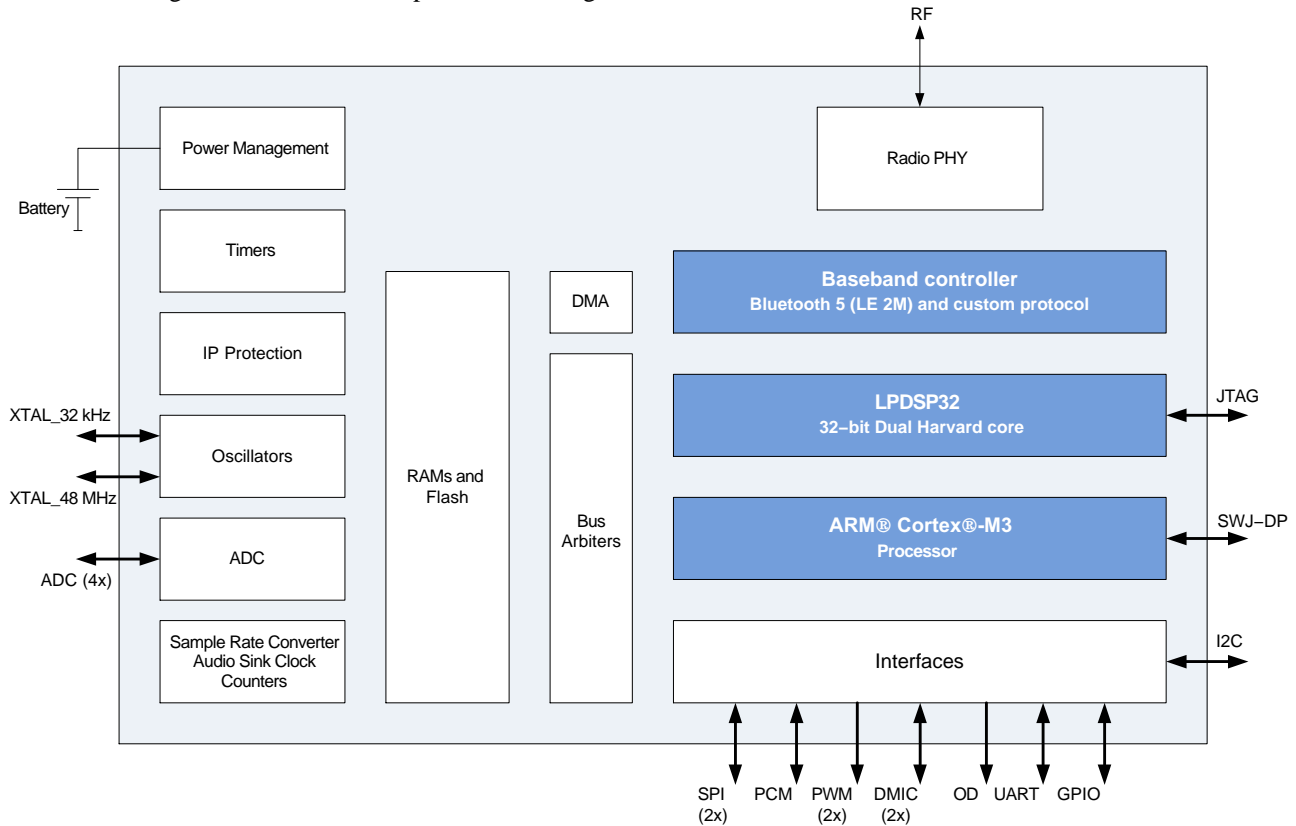 RF
Power Management
Radio PHY
Battery
Timers
Baseband controller
Bluetooth 5 (LE 2M) and custom protocol
DMA
IP Protection
LPDSP32
32–bit Dual Harvard core
JTAG
XTAL_32 kHz
Oscillators
XTAL_48 MHz
RAMs and
Flash
Bus
Arbiters
ARM® Cortex®-M3
Processor
SWJ–DP
ADC
ADC (4x)
Sample Rate Converter
Audio Sink Clock
Counters
Interfaces
I2C
SPI
(2x)
PCM
PWM
(2x)
DMIC
(2x)
OD
UART
GPIO